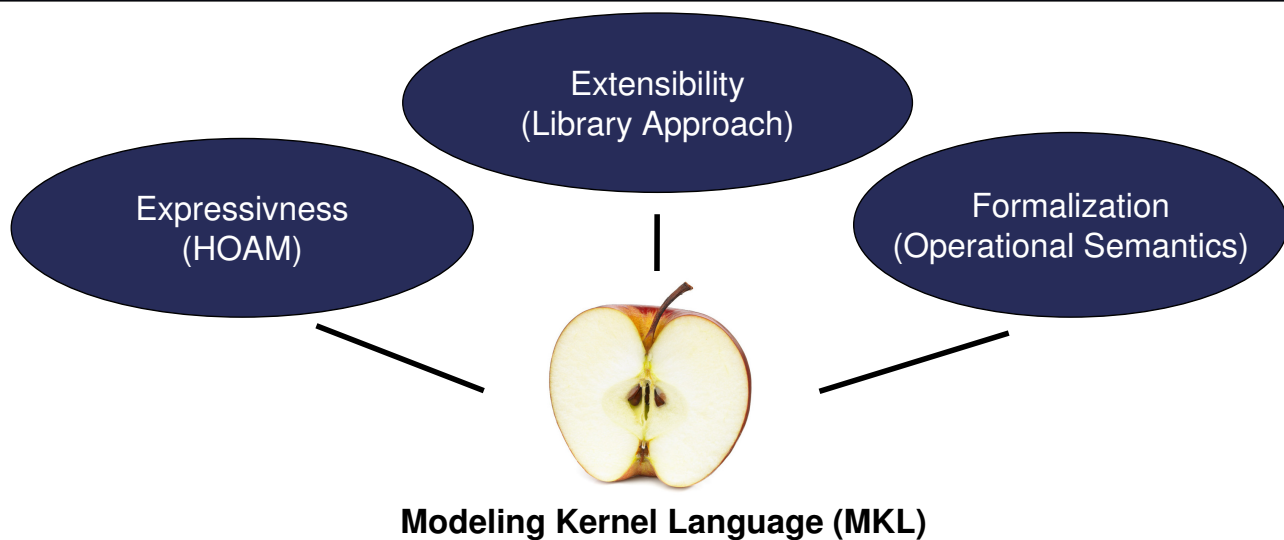 Extensibility
(Library Approach)
Expressivness
(HOAM)
Formalization
(Operational Semantics)
Modeling Kernel Language (MKL)